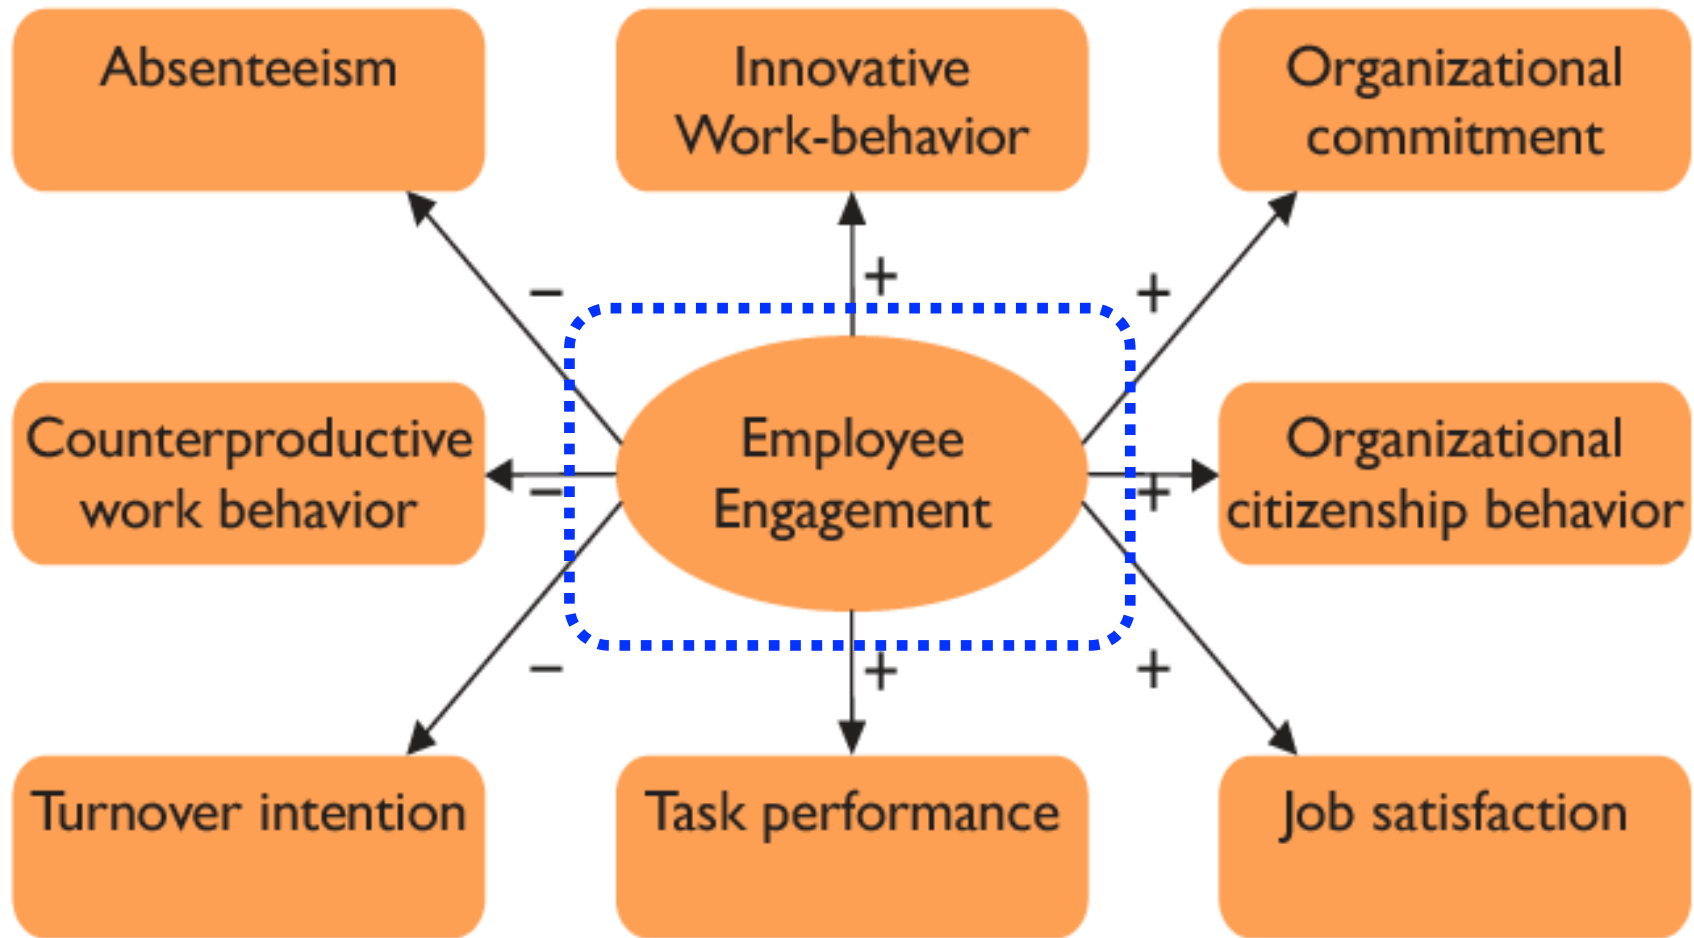 Absenteeism
Innovative
Work-behavior
Organizational
commitment
−
+
+
Counterproductive
work behavior
Employee
Engagement
Organizational
citizenship behavior
−
+
−
+
+
Turnover intention
Task performance
Job satisfaction